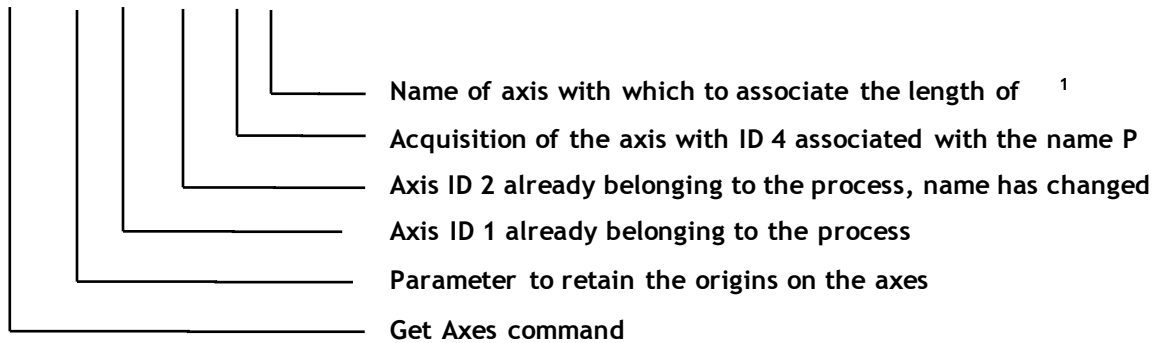 Name of axis with which to associate the length of 1
Acquisition of the axis with ID 4 associated with the name P
Axis ID 2 already belonging to the process, name has changed
Axis ID 1 already belonging to the process
Parameter to retain the origins on the axes
Get Axes command